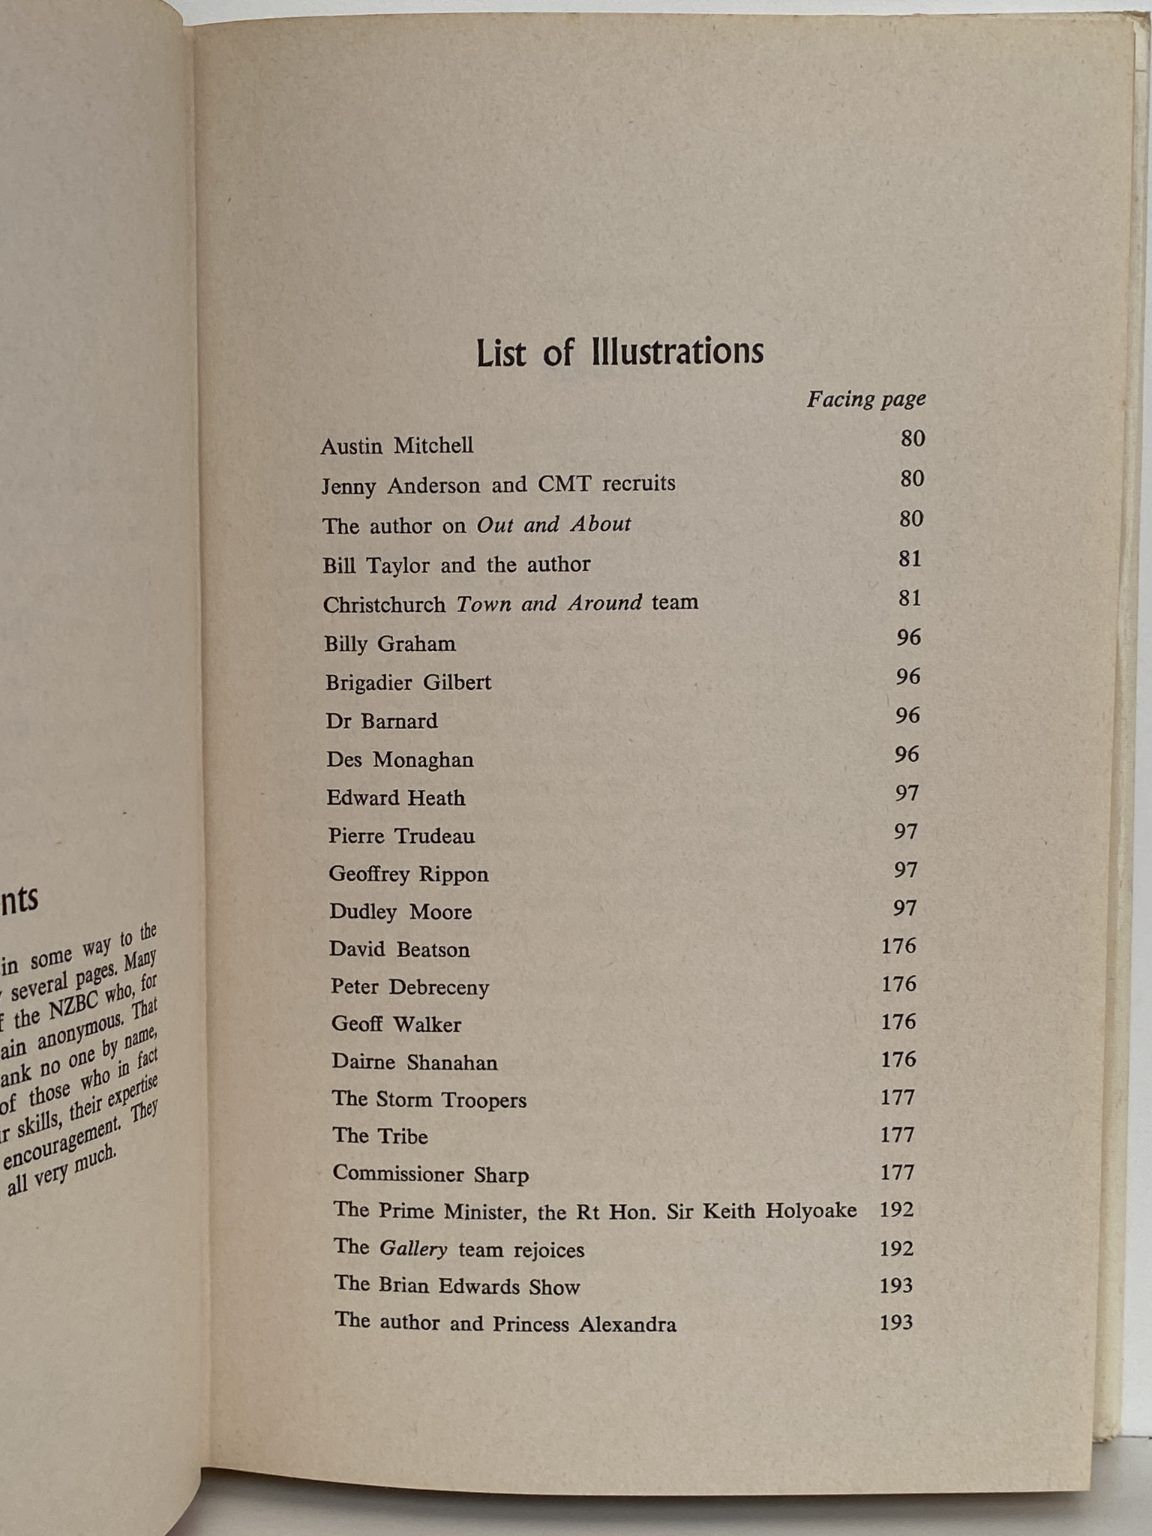 nts
in some way to the
several pages. Many
the NZBC who, for
ain anonymous. That
ank no one by name,
of those who in fact
r skills, their expertise
encouragement. They
all very much.
List of Illustrations
Facing page
Austin Mitchell 80
Jenny Anderson and CMT recruits 80
The author on Out and About 80
Bill Taylor and the author 81
Christchurch Town and Around team 81
Billy Graham 96
Brigadier Gilbert 96
Dr Barnard 96
Des Monaghan 96
Edward Heath 97
Pierre Trudeau 97
Geoffrey Rippon 97
Dudley Moore 97
David Beatson 176
Peter Debreceny 176
Geoff Walker 176
Dairne Shanahan 176
The Storm Troopers 177
The Tribe 177
Commissioner Sharp 177
The Prime Minister, the Rt Hon. Sir Keith Holyoake 192
The Gallery team rejoices 192
The Brian Edwards Show 193
The author and Princess Alexandra 193